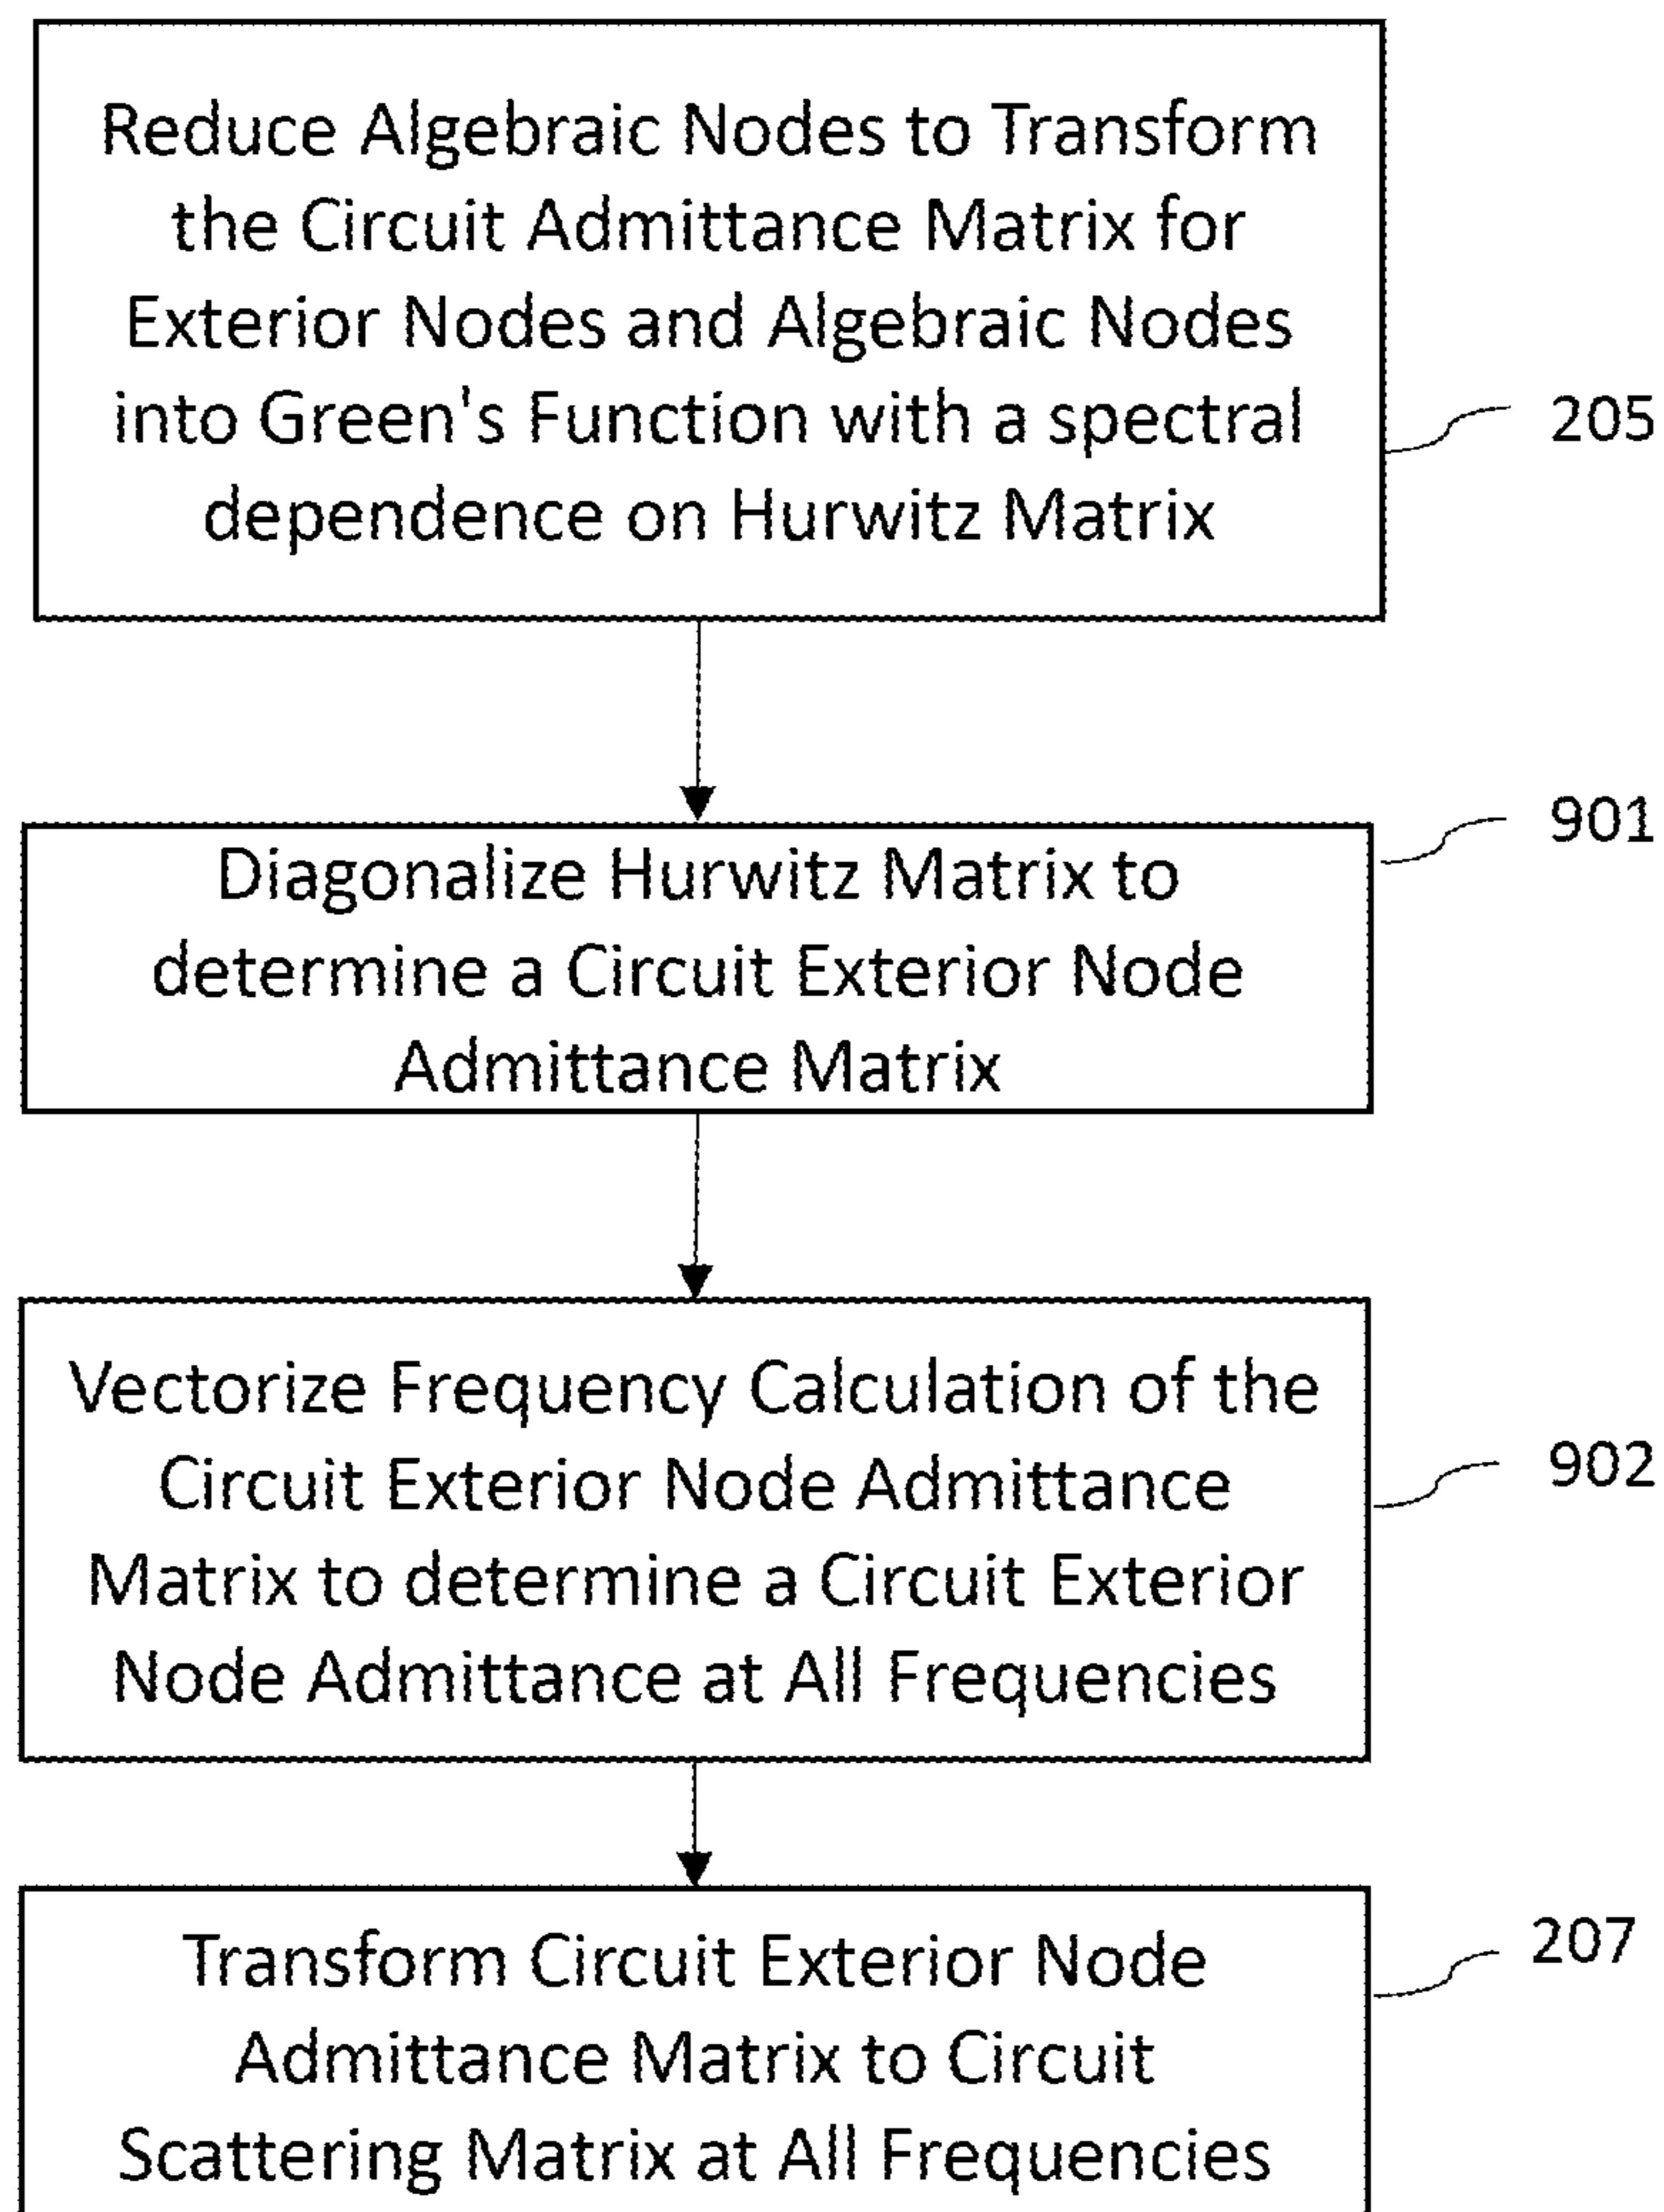 Reduce Algebraic Nodes to Transform
the Circuit Admittance Matrix for
Exterior Nodes and Algebraic Nodes
into Green's Function with a spectral
dependence on Hurwitz Matrix
205
Diagonalize Hurwitz Matrix to
determine a Circuit Exterior Node
Admittance Matrix
901
Vectorize Frequency Calculation of the
Circuit Exterior Node Admittance
Matrix to determine a Circuit Exterior
Node Admittance at All Frequencies
902
Transform Circuit Exterior Node
Admittance Matrix to Circuit
Scattering Matrix at All Frequencies
207